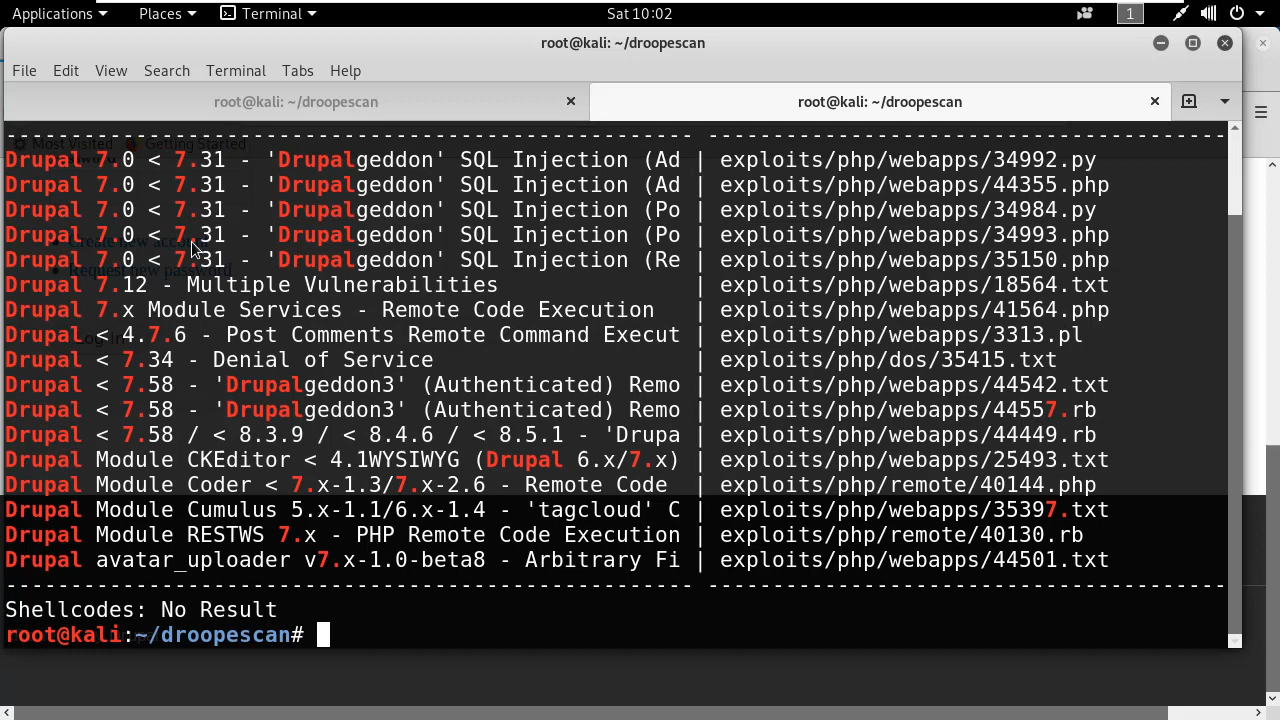 Applications Places Terminal Sat 10:02 1
root@kali: ~/droopescan
File Edit View Search Terminal Tabs Help
root@kali: ~/droopescan root@kali: ~/droopescan
Most Visited Getting Started
------------------------------------------------------ ----------------------------------------
Drupal 7.0 < 7.31 - 'Drupalgeddon' SQL Injection (Ad | exploits/php/webapps/34992.py
Drupal 7.0 < 7.31 - 'Drupalgeddon' SQL Injection (Ad | exploits/php/webapps/44355.php
Drupal 7.0 < 7.31 - 'Drupalgeddon' SQL Injection (Po | exploits/php/webapps/34984.py
Drupal 7.0 < 7.31 - 'Drupalgeddon' SQL Injection (Po | exploits/php/webapps/34993.php
Create new account
Drupal 7.0 < 7.31 - 'Drupalgeddon' SQL Injection (Re | exploits/php/webapps/35150.php
Request new password
Drupal 7.12 - Multiple Vulnerabilities | exploits/php/webapps/18564.txt
Drupal 7.x Module Services - Remote Code Execution | exploits/php/webapps/41564.php
Drupal < 4.7.6 - Post Comments Remote Command Execut | exploits/php/webapps/3313.pl
Log in
Drupal < 7.34 - Denial of Service | exploits/php/dos/35415.txt
Drupal < 7.58 - 'Drupalgeddon3' (Authenticated) Remo | exploits/php/webapps/44542.txt
Drupal < 7.58 - 'Drupalgeddon3' (Authenticated) Remo | exploits/php/webapps/44557.rb
Drupal < 7.58 / < 8.3.9 / < 8.4.6 / < 8.5.1 - 'Drupa | exploits/php/webapps/44449.rb
Drupal Module CKEditor < 4.1WYSIWYG (Drupal 6.x/7.x) | exploits/php/webapps/25493.txt
Drupal Module Coder < 7.x-1.3/7.x-2.6 - Remote Code | exploits/php/remote/40144.php
Drupal Module Cumulus 5.x-1.1/6.x-1.4 - 'tagcloud' C | exploits/php/webapps/35397.txt
Drupal Module RESTWS 7.x - PHP Remote Code Execution | exploits/php/remote/40130.rb
Drupal avatar_uploader v7.x-1.0-beta8 - Arbitrary Fi | exploits/php/webapps/44501.txt
------------------------------------------------------ ----------------------------------------
Shellcodes: No Result
root@kali:~/droopescan#